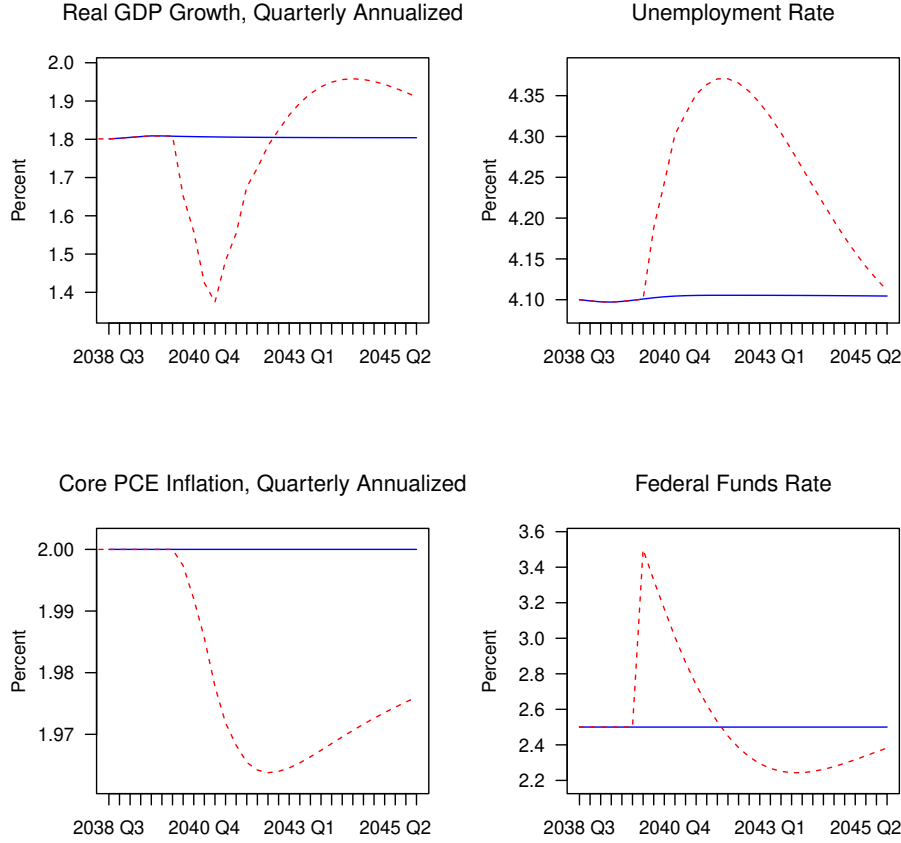 Real GDP Growth, Quarterly Annualized
Percent
2.0
1.9
1.8
1.7
1.6
1.5
1.4
2038 Q3 2040 Q4 2043 Q1 2045 Q2
Unemployment Rate
Percent
4.35
4.30
4.25
4.20
4.15
4.10
2038 Q3 2040 Q4 2043 Q1 2045 Q2
Core PCE Inflation, Quarterly Annualized
Percent
2.00
1.99
1.98
1.97
2038 Q3 2040 Q4 2043 Q1 2045 Q2
Federal Funds Rate
Percent
3.6
3.4
3.2
3.0
2.8
2.6
2.4
2.2
2038 Q3 2040 Q4 2043 Q1 2045 Q2